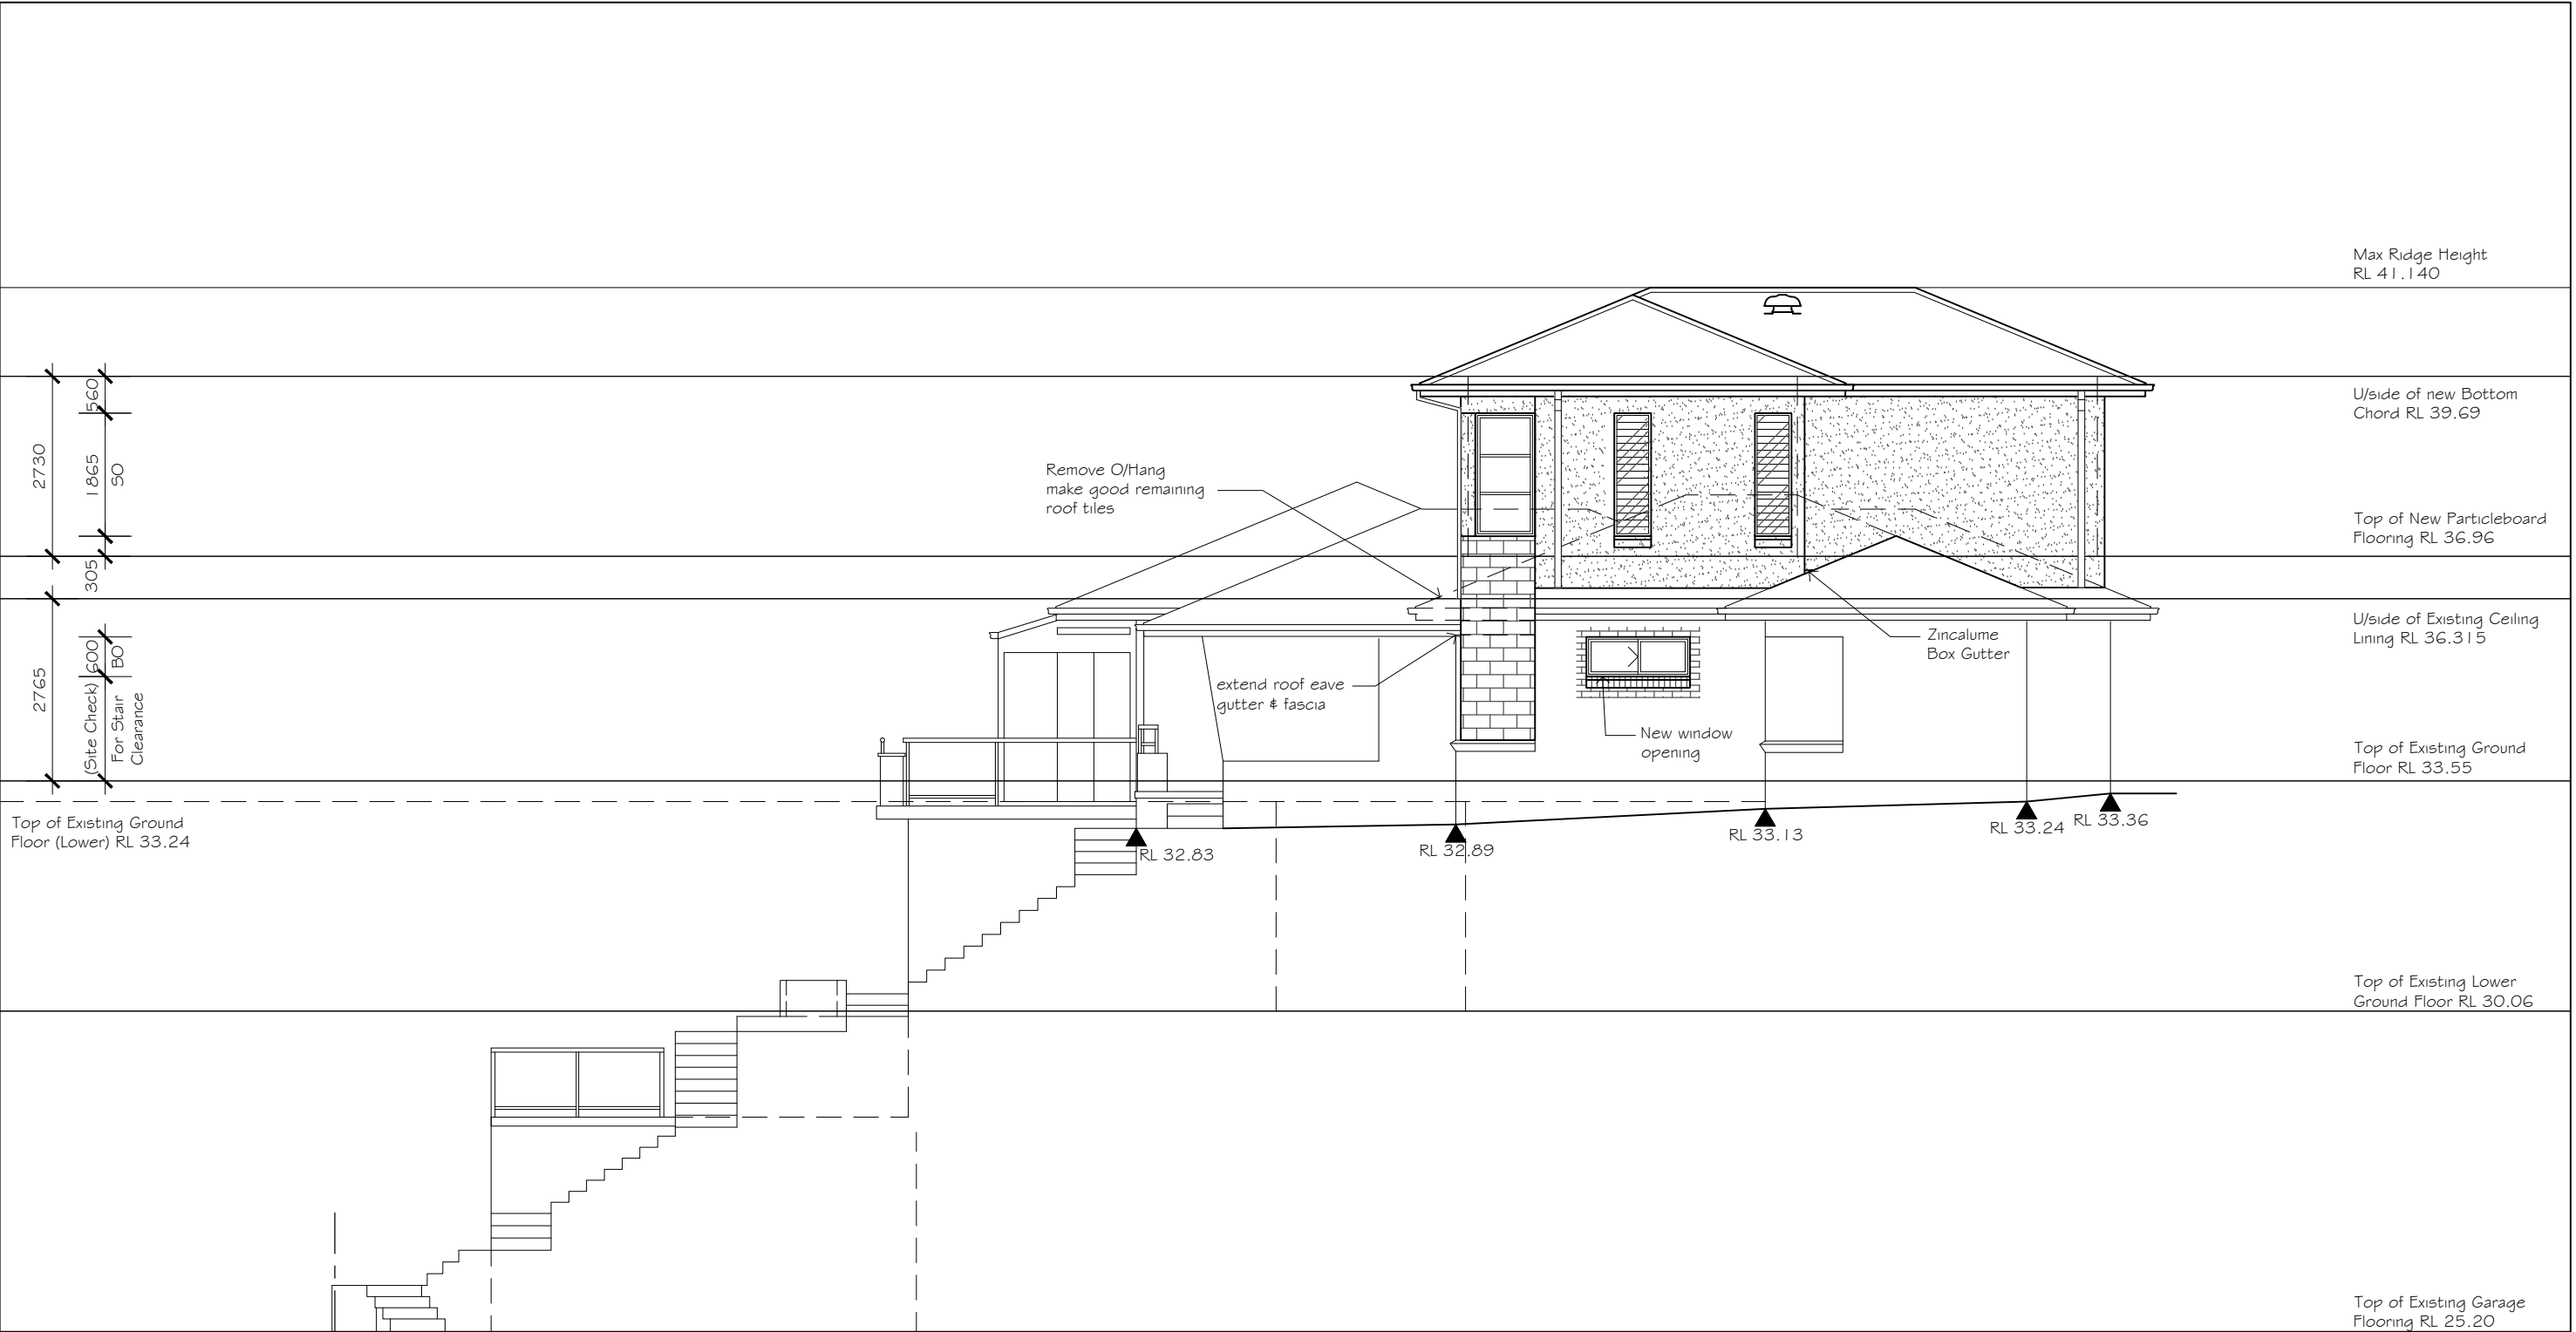 Max Ridge Height
RL 41.140
U/side of new Bottom
Chord RL 39.69
560
2730
1865
SO
Remove O/Hang
make good remaining
roof tiles
Top of New Particleboard
Flooring RL 36.96
305
U/side of Existing Ceiling
Lining RL 36.315
Zincalume
Box Gutter
2765
600
BO
(Site Check)
For Stair
Clearance
extend roof eave
gutter & fascia
New window
opening
Top of Existing Ground
Floor RL 33.55
Top of Existing Ground
Floor (Lower) RL 33.24
RL 32.83
RL 32.89
RL 33.13
RL 33.24
RL 33.36
Top of Existing Lower
Ground Floor RL 30.06
Top of Existing Garage
Flooring RL 25.20